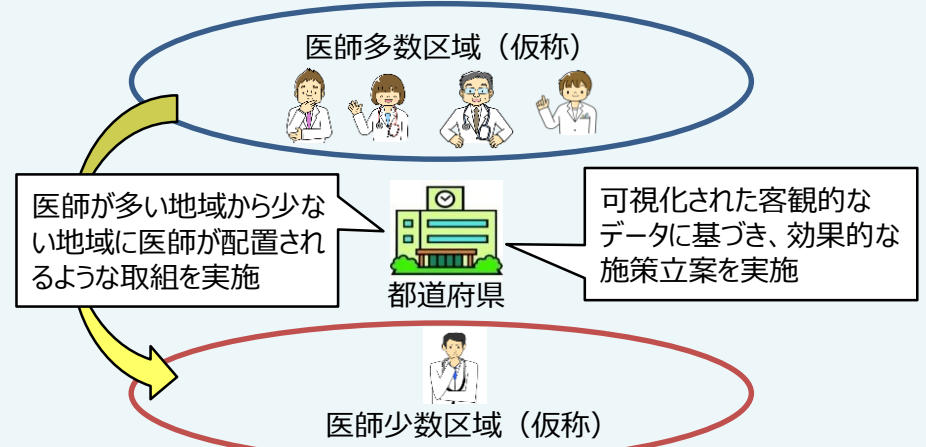 医師多数区域（仮称）
医師が多い地域から少な
い地域に医師が配置され
るような取組を実施
可視化された客観的な
データに基づき、効果的な
施策立案を実施
都道府県
医師少数区域（仮称）